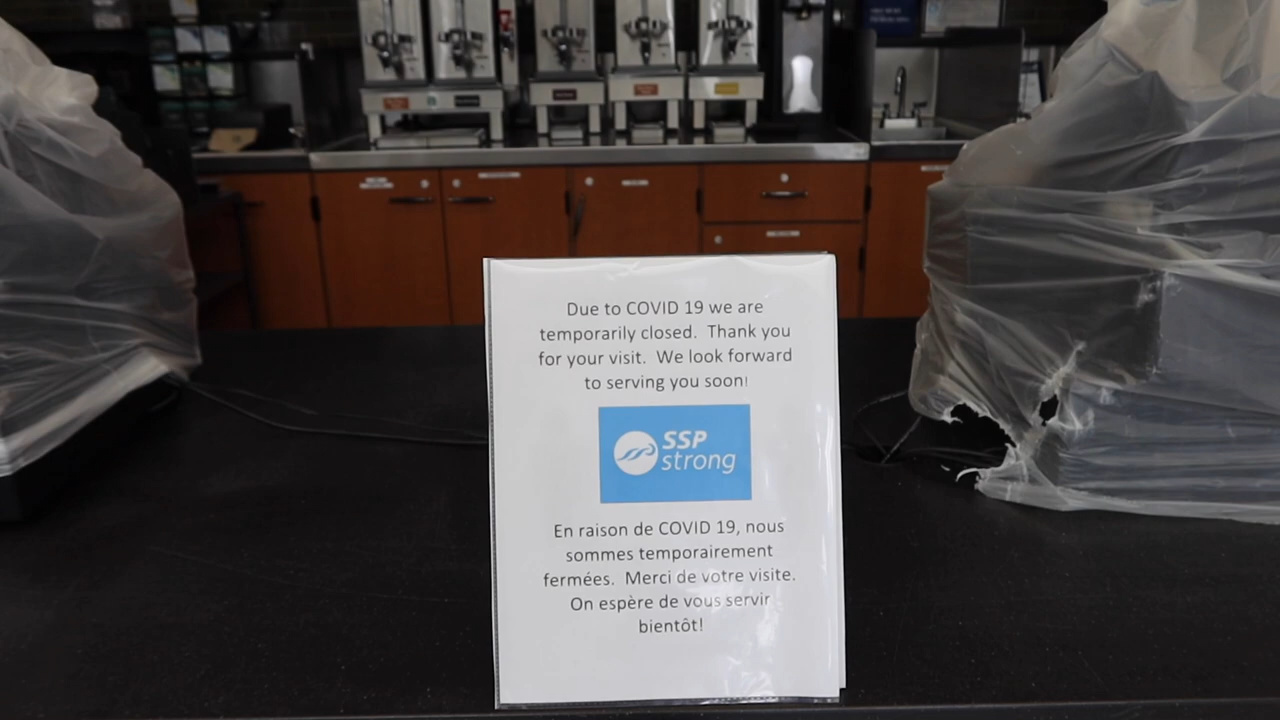 Due to COVID 19 we are
temporarily closed.  Thank you
for your visit.  We look forward
to serving you soon!
SSP
strong
En raison de COVID 19, nous
sommes temporairement
fermées.  Merci de votre visite.
On espère de vous servir
bientôt!